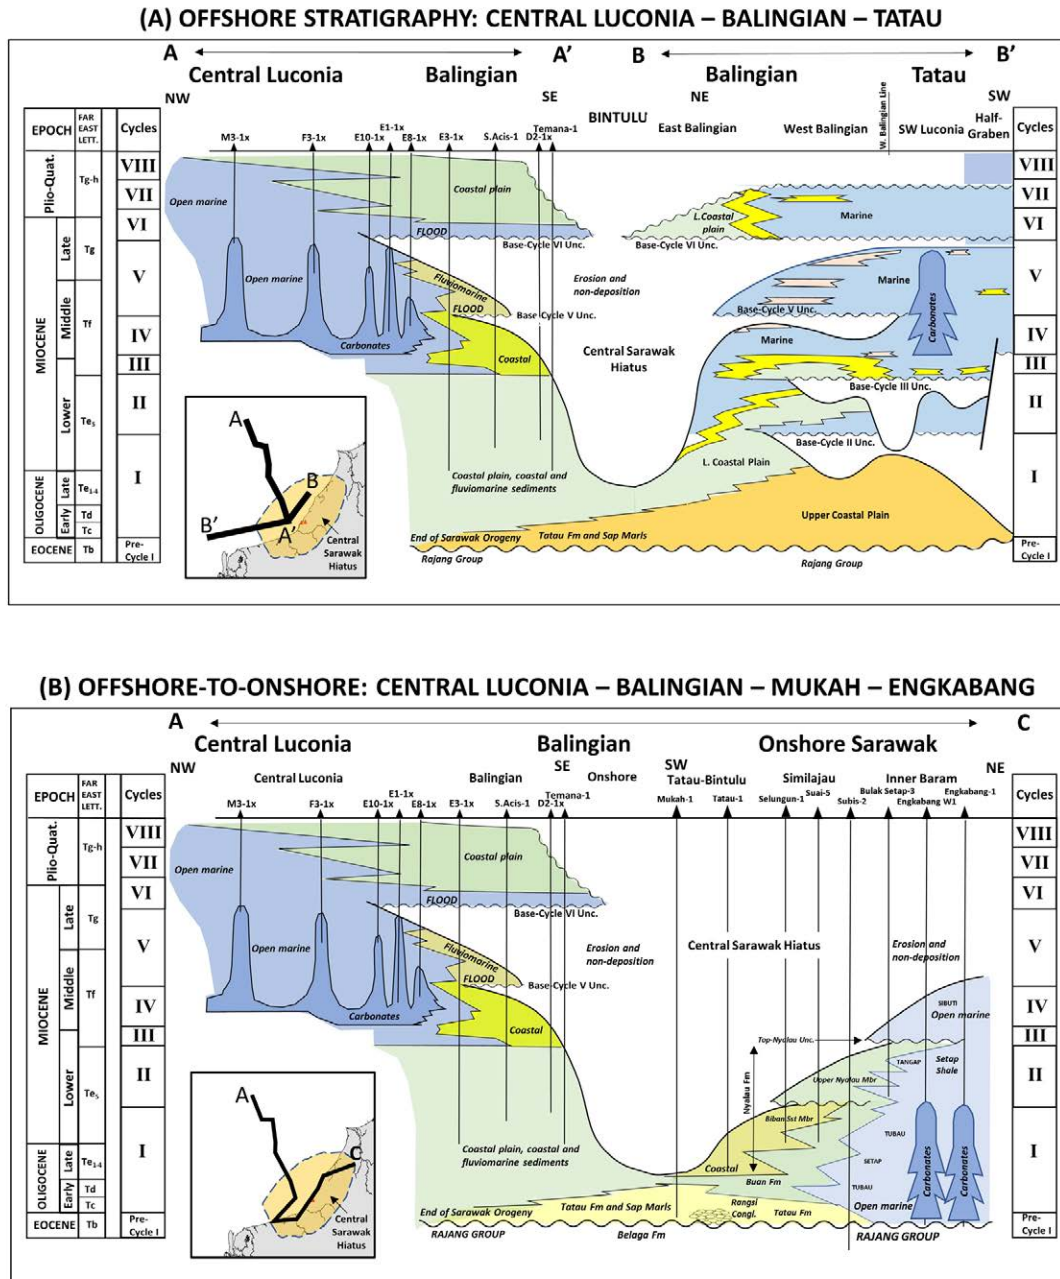 (A) OFFSHORE STRATIGRAPHY: CENTRAL LUCONIA – BALINGIAN – TATAU
A A’ B B’
Central Luconia Balingian Balingian Tatau
NW SE NE SW
BINTULU East Balingian West Balingian W. Balingian Line SW Luconia Half-Graben
EPOCH FAR EAST LETT. Cycles
M3-1x F3-1x E10-1x E1-1x E8-1x E3-1x S.Acis-1 D2-1x Temana-1
Cycles
Plio-Quat. Tg-h VIII VII VI
MIOCENE Late Middle Lower
Tg Tf Te5
V IV III II I
OLIGOCENE Late Early
Te1-4 Td Tc
EOCENE Tb Pre-Cycle I
Open marine
Coastal plain
FLOOD
Base-Cycle VI Unc.
Open marine
Fluviomarine
FLOOD
Base Cycle V Unc.
Carbonates
Coastal
Erosion and non-deposition
Central Sarawak Hiatus
Coastal plain, coastal and fluviomarine sediments
End of Sarawak Orogeny
Tatau Fm and Sap Marls
Rajang Group
L.Coastal plain
Marine
Base-Cycle VI Unc.
Marine
Carbonates
Base-Cycle V Unc.
Marine
Base-Cycle III Unc.
Base-Cycle II Unc.
L. Coastal Plain
Upper Coastal Plain
Rajang Group
VIII
VII
VI
V
IV
III
II
I
Pre-Cycle I
A
B
B’
A’
Central Sarawak Hiatus
(B) OFFSHORE-TO-ONSHORE: CENTRAL LUCONIA – BALINGIAN – MUKAH – ENGKABANG
A C
Central Luconia Balingian Onshore Sarawak
NW SE SW NE
Central Luconia Balingian Onshore Tatau-Bintulu Similajau Inner Baram
EPOCH FAR EAST LETT. Cycles
M3-1x F3-1x E10-1x E1-1x E8-1x E3-1x S.Acis-1 D2-1x Temana-1 Mukah-1 Tatau-1 Selungun-1 Suai-5 Subis-2 Bulak Setap-3 Engkabang W1 Engkabang-1
Cycles
Plio-Quat. Tg-h VIII VII VI
MIOCENE Late Middle Lower
Tg Tf Te5
V IV III II I
OLIGOCENE Late Early
Te1-4 Td Tc
EOCENE Tb Pre-Cycle I
Open marine
Coastal plain
FLOOD
Base-Cycle VI Unc.
Open marine
Fluviomarine
FLOOD
Base-Cycle V Unc.
Carbonates
Coastal
Erosion and non-deposition
Central Sarawak Hiatus
Erosion and non-deposition
SIBUTI
Open marine
Top-Nyalau Unc.
TANGAP
Setap Shale
Upper Nyalau Mbr
Nyalau Fm
Biban Sst Mbr
TUBAU
SETAP
TUBAU
Carbonates
Carbonates
Coastal plain, coastal and fluviomarine sediments
Coastal
Buan Fm
End of Sarawak Orogeny
Tatau Fm and Sap Marls
Rangsi Congl.
Tatau Fm
Open marine
RAJANG GROUP
Belaga Fm
RAJANG GROUP
VIII
VII
VI
V
IV
III
II
I
Pre-Cycle I
A
C
Central Sarawak Hiatus